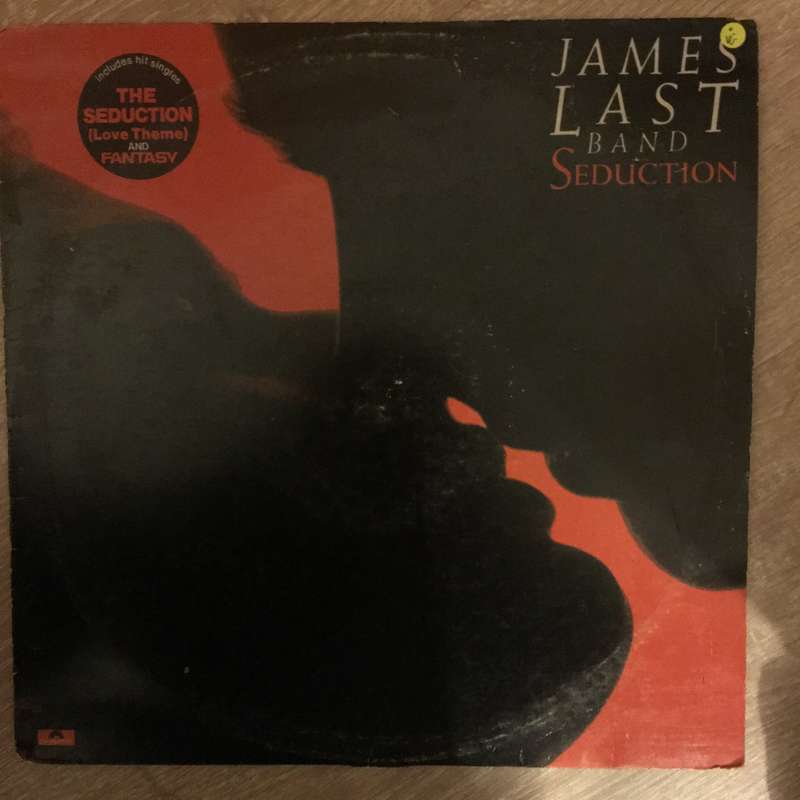 includes hit singles
THE
SEDUCTION
(Love Theme)
AND
FANTASY
JAMES
LAST
BAND
SEDUCTION